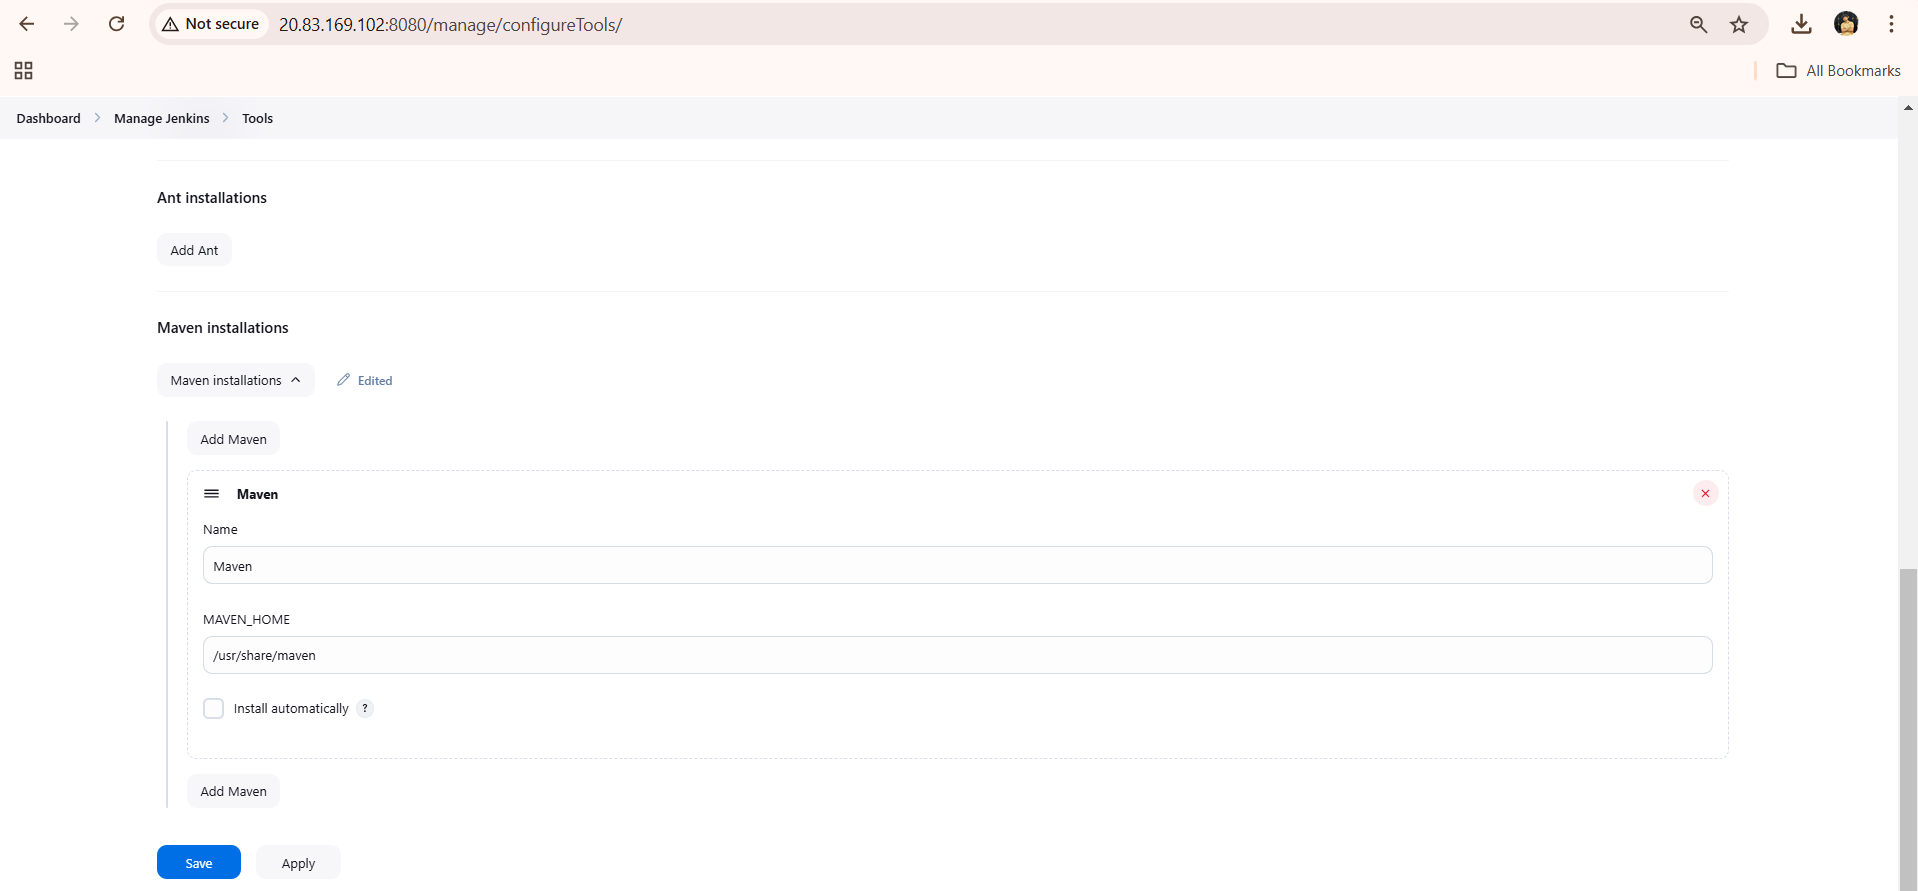 Not secure 20.83.169.102:8080/manage/configureTools/
All Bookmarks
Dashboard Manage Jenkins Tools
Ant installations
Add Ant
Maven installations
Maven installations Edited
Add Maven
Maven
Name
Maven
MAVEN_HOME
/usr/share/maven
Install automatically ?
Add Maven
Save Apply